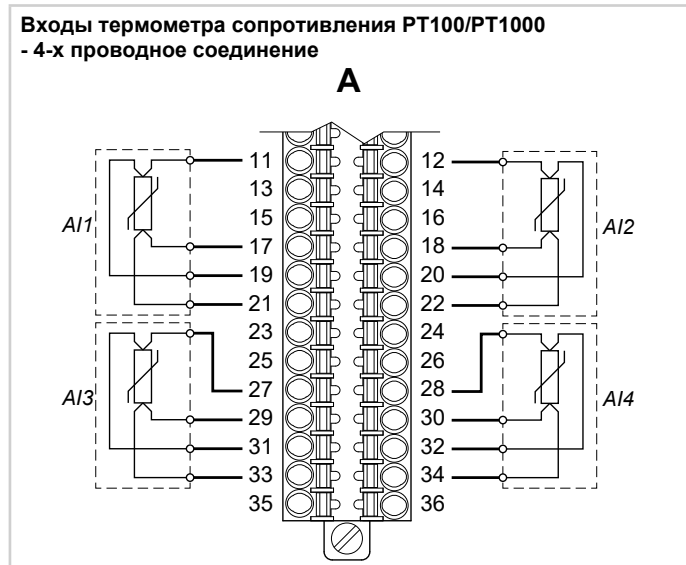 Входы термометра сопротивления PT100/PT1000
- 4-х проводное соединение
A
11 12
13 14
15 16
AI1 AI2
17 18
19 20
21 22
23 24
25 26
27 28
AI3 AI4
29 30
31 32
33 34
35 36